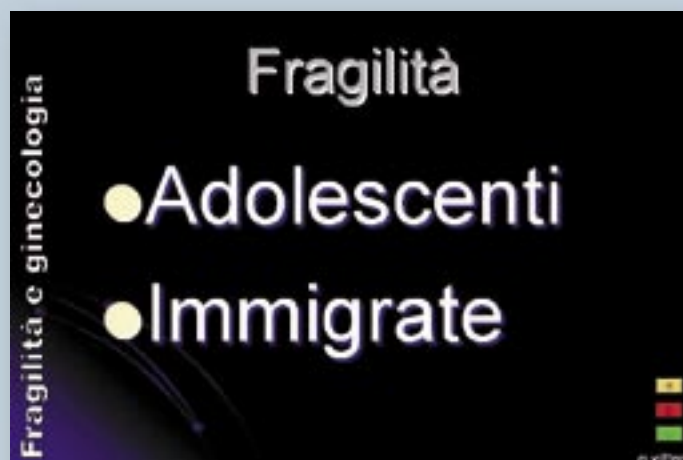 Fragilità
Adolescenti
Immigrate
Fragilità e ginecologia